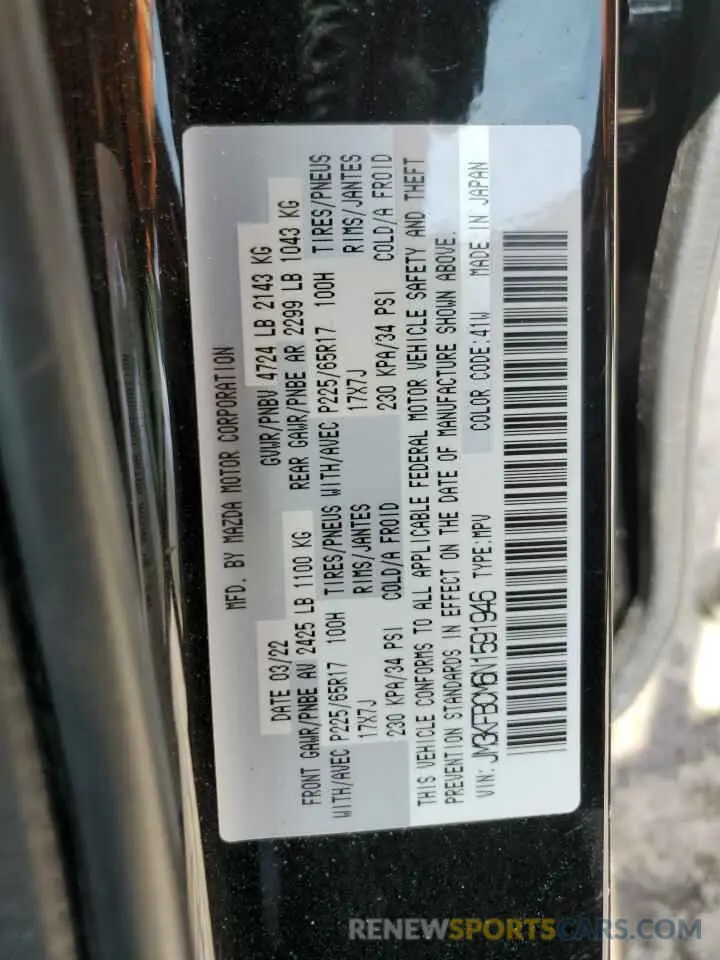 MFD. BY MAZDA MOTOR CORPORATION
DATE 03/22 GVWR/PNBV 4724 LB 2143 KG
FRONT GAWR/PNBE AV 2425 LB 1100 KG REAR GAWR/PNBE AR 2299 LB 1043 KG
WITH/AVEC P225/65R17 100H TIRES/PNEUS WITH/AVEC P225/65R17 100H TIRES/PNEUS
17X7J RIMS/JANTES 17X7J RIMS/JANTES
230 KPA/34 PSI COLD/A FROID 230 KPA/34 PSI COLD/A FROID
THIS VEHICLE CONFORMS TO ALL APPLICABLE FEDERAL MOTOR VEHICLE SAFETY AND THEFT
PREVENTION STANDARDS IN EFFECT ON THE DATE OF MANUFACTURE SHOWN ABOVE.
VIN: JM3KFBCM6N1591946 TYPE:MPV COLOR CODE:41W MADE IN JAPAN
RENEWSPORTSCARS.COM